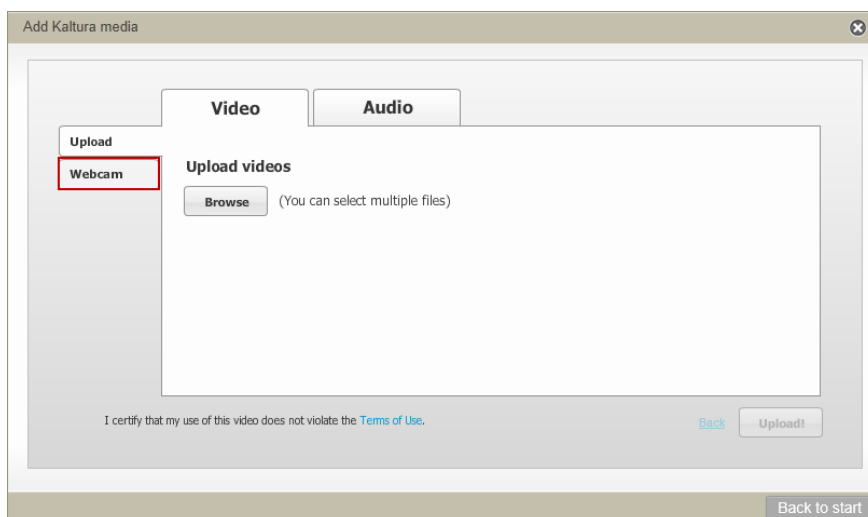 Add Kaltura media
Video
Audio
Upload
Webcam
Upload videos
Browse
(You can select multiple files)
I certify that my use of this video does not violate the Terms of Use.
Back
Upload!
Back to start